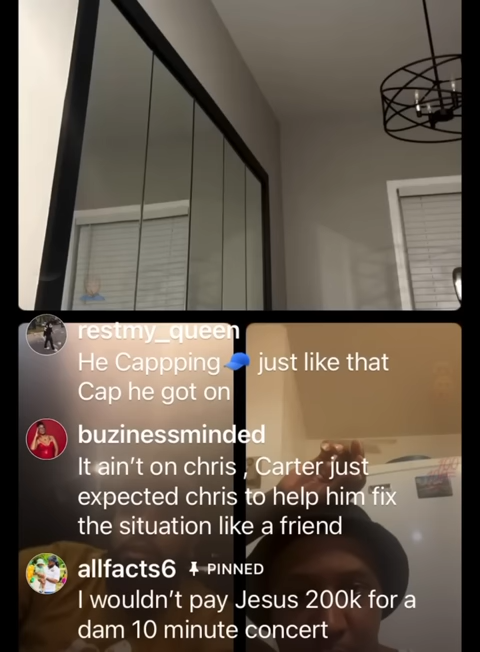 restmy_queen
He Cappping🧢 just like that
Cap he got on
buzinessminded
It ain't on chris , Carter just
expected chris to help him fix
the situation like a friend
allfacts6 📌 PINNED
I wouldn't pay Jesus 200k for a
dam 10 minute concert